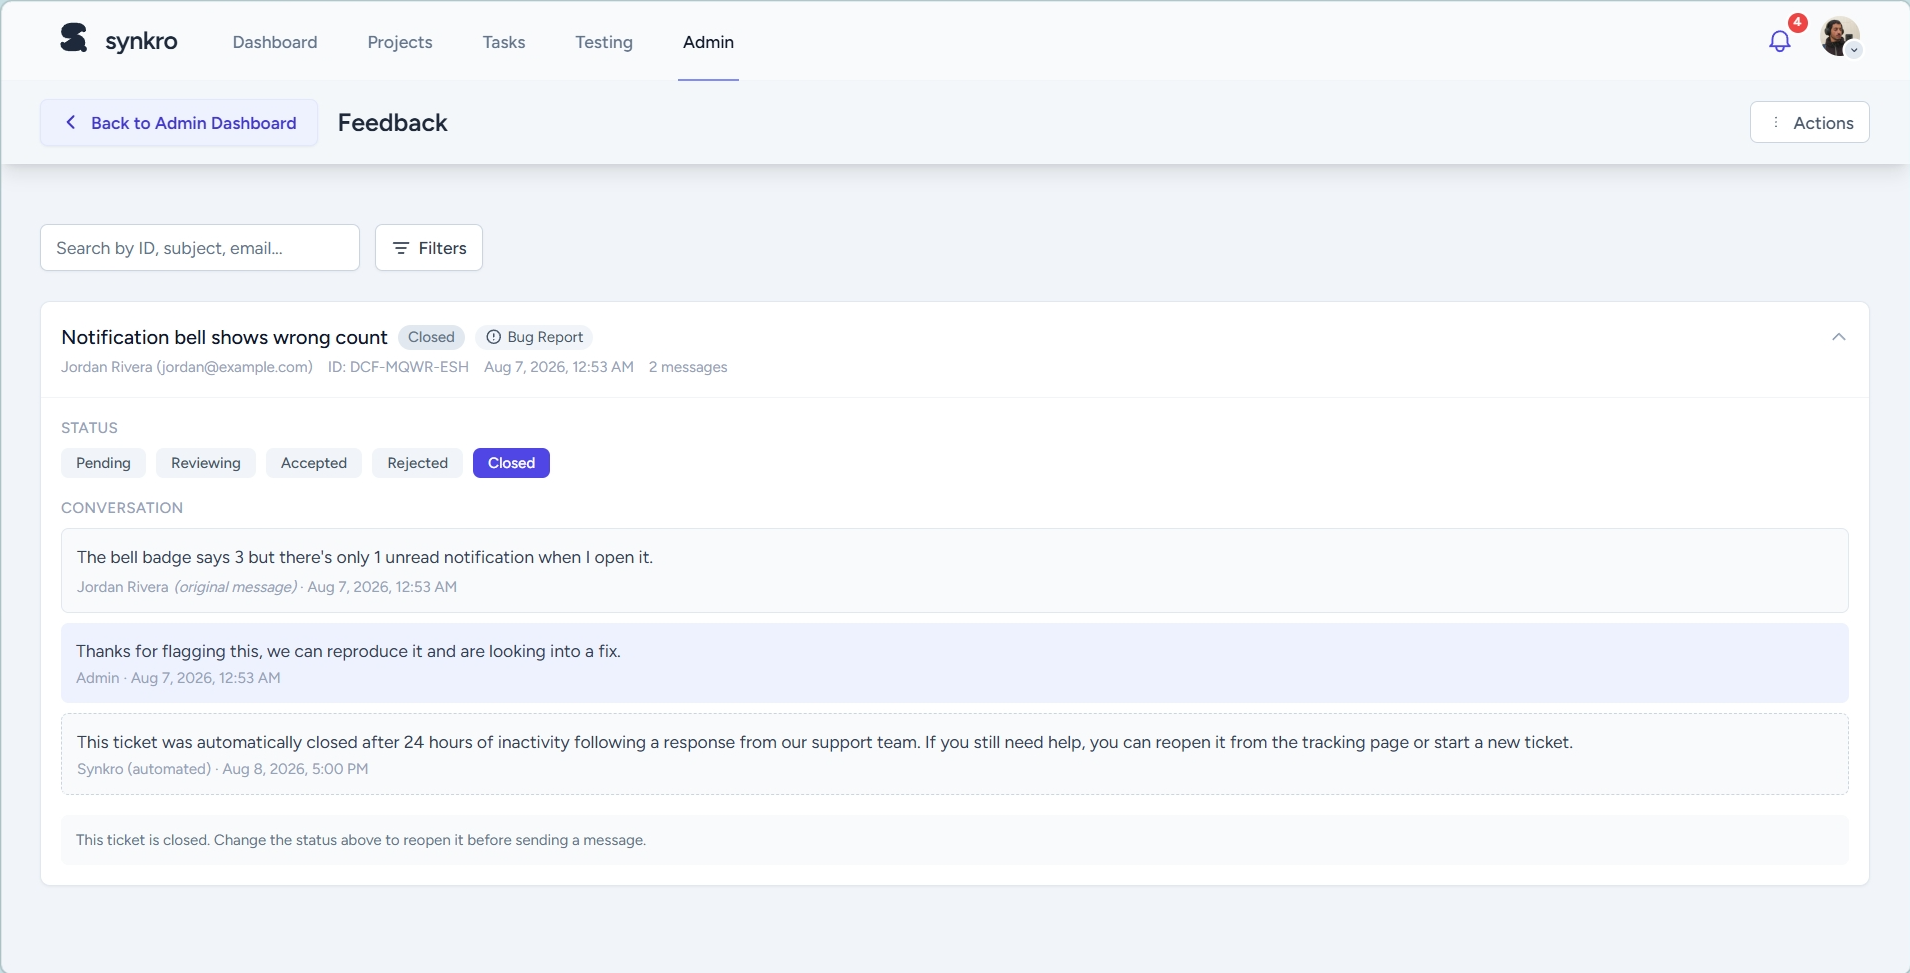 synkro
Dashboard
Projects
Tasks
Testing
Admin
4
Back to Admin Dashboard
Feedback
Actions
Search by ID, subject, email...
Filters
Notification bell shows wrong count
Closed
Bug Report
Jordan Rivera (jordan@example.com)
ID: DCF-MQWR-ESH
Aug 7, 2026, 12:53 AM
2 messages
STATUS
Pending
Reviewing
Accepted
Rejected
Closed
CONVERSATION
The bell badge says 3 but there's only 1 unread notification when I open it.
Jordan Rivera (original message) · Aug 7, 2026, 12:53 AM
Thanks for flagging this, we can reproduce it and are looking into a fix.
Admin · Aug 7, 2026, 12:53 AM
This ticket was automatically closed after 24 hours of inactivity following a response from our support team. If you still need help, you can reopen it from the tracking page or start a new ticket.
Synkro (automated) · Aug 8, 2026, 5:00 PM
This ticket is closed. Change the status above to reopen it before sending a message.